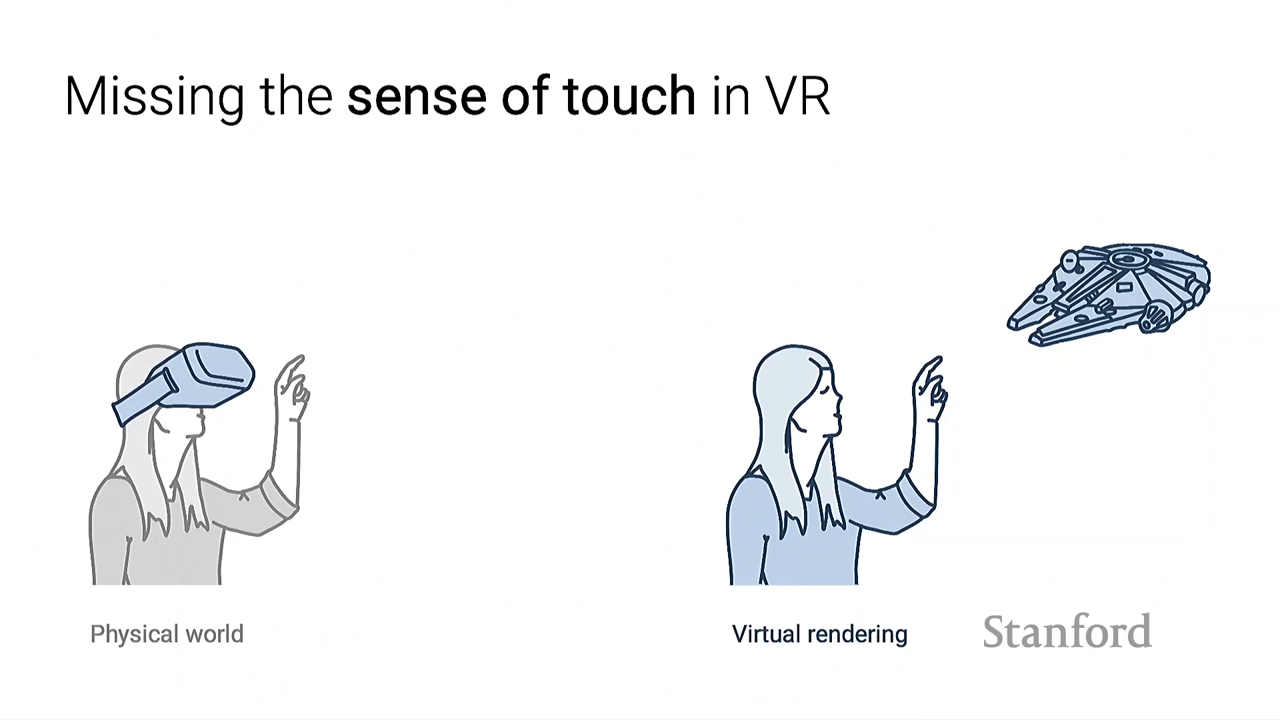 Missing the sense of touch in VR
Physical world
Virtual rendering
Stanford